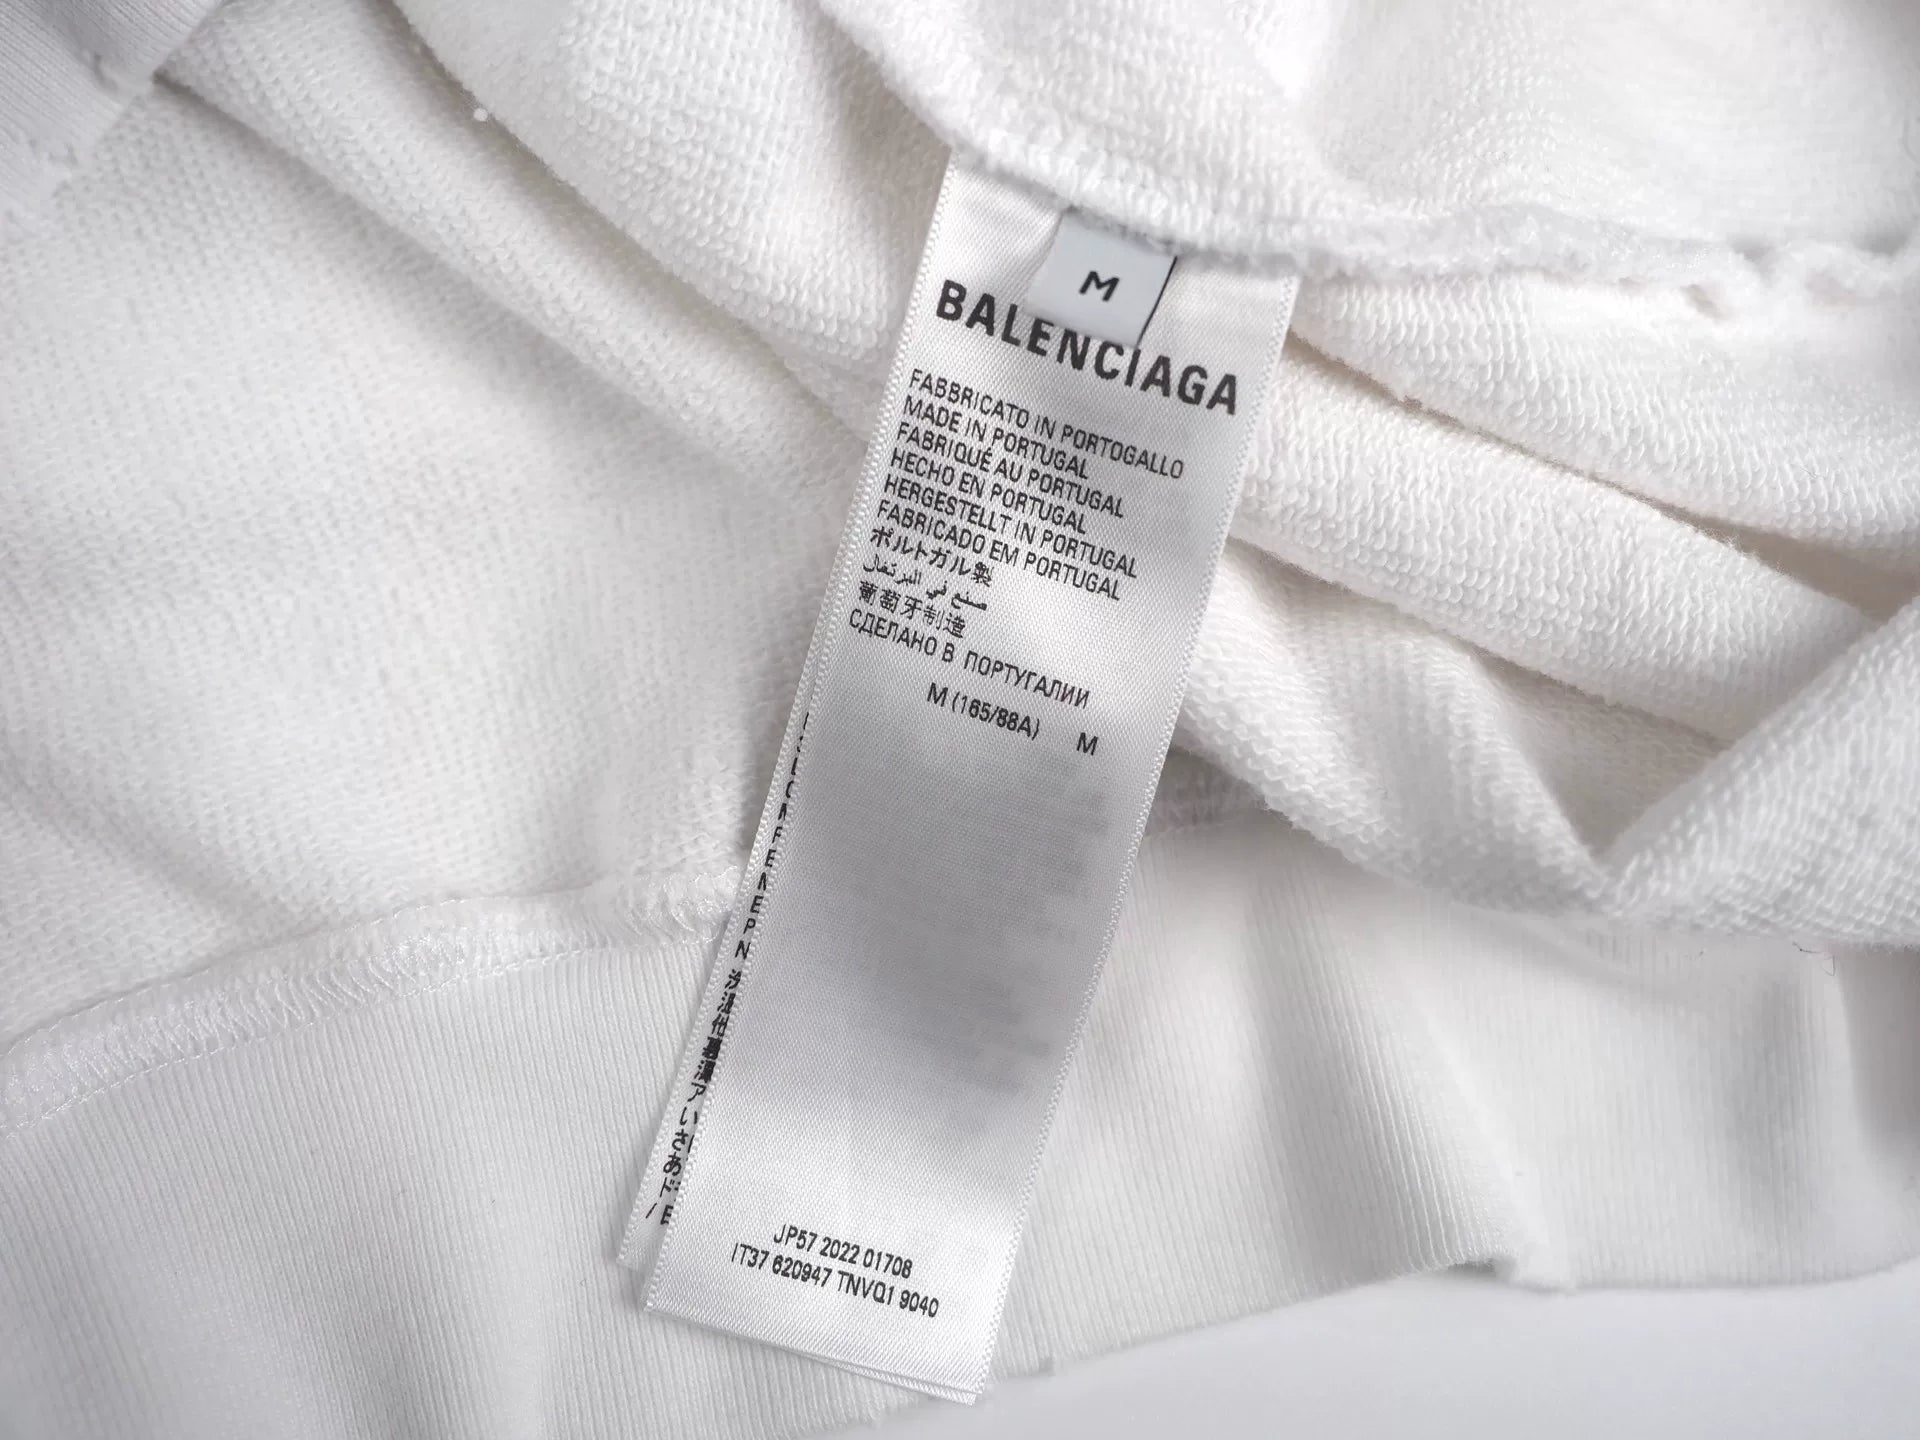 M
BALENCIAGA
FABBRICATO IN PORTOGALLO
MADE IN PORTUGAL
FABRIQUÉ AU PORTUGAL
HECHO EN PORTUGAL
HERGESTELLT IN PORTUGAL
FABRICADO EM PORTUGAL
ポルトガル製
صنع في البرتغال
葡萄牙制造
СДЕЛАНО В ПОРТУГАЛИИ
M (165/88A) M
JP57 2022 01708
IT37 620947 TNVQ1 9040